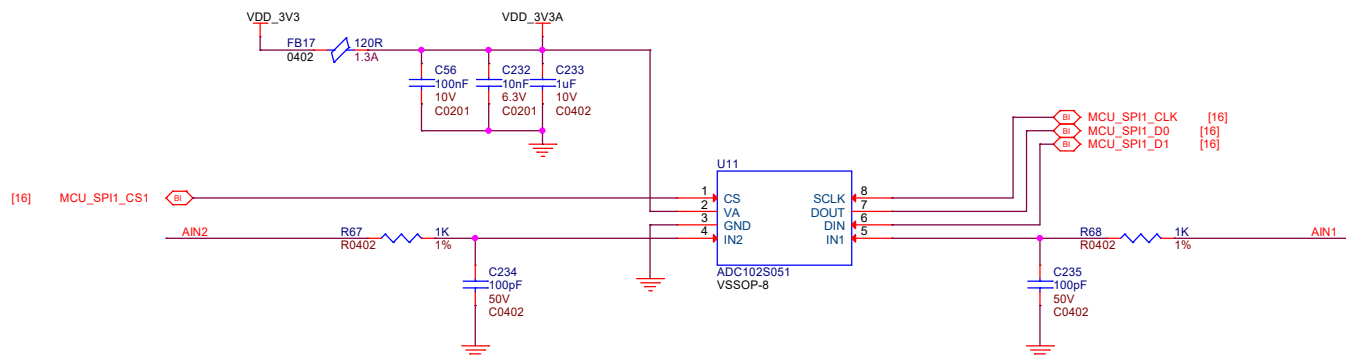 VDD_3V3 VDD_3V3A
FB17 120R
0402 1.3A
C56 C232 C233
100nF 10nF 1uF
10V 6.3V 10V
C0201 C0201 C0402
BI MCU_SPI1_CLK [16]
BI MCU_SPI1_D0 [16]
BI MCU_SPI1_D1 [16]
U11
[16] MCU_SPI1_CS1 BI 1 CS SCLK 8
2 VA DOUT 7
3 GND DIN 6
AIN2 R67 1K 4 IN2 IN1 5 R68 1K AIN1
R0402 1% R0402 1%
ADC102S051
VSSOP-8
C234 C235
100pF 100pF
50V 50V
C0402 C0402